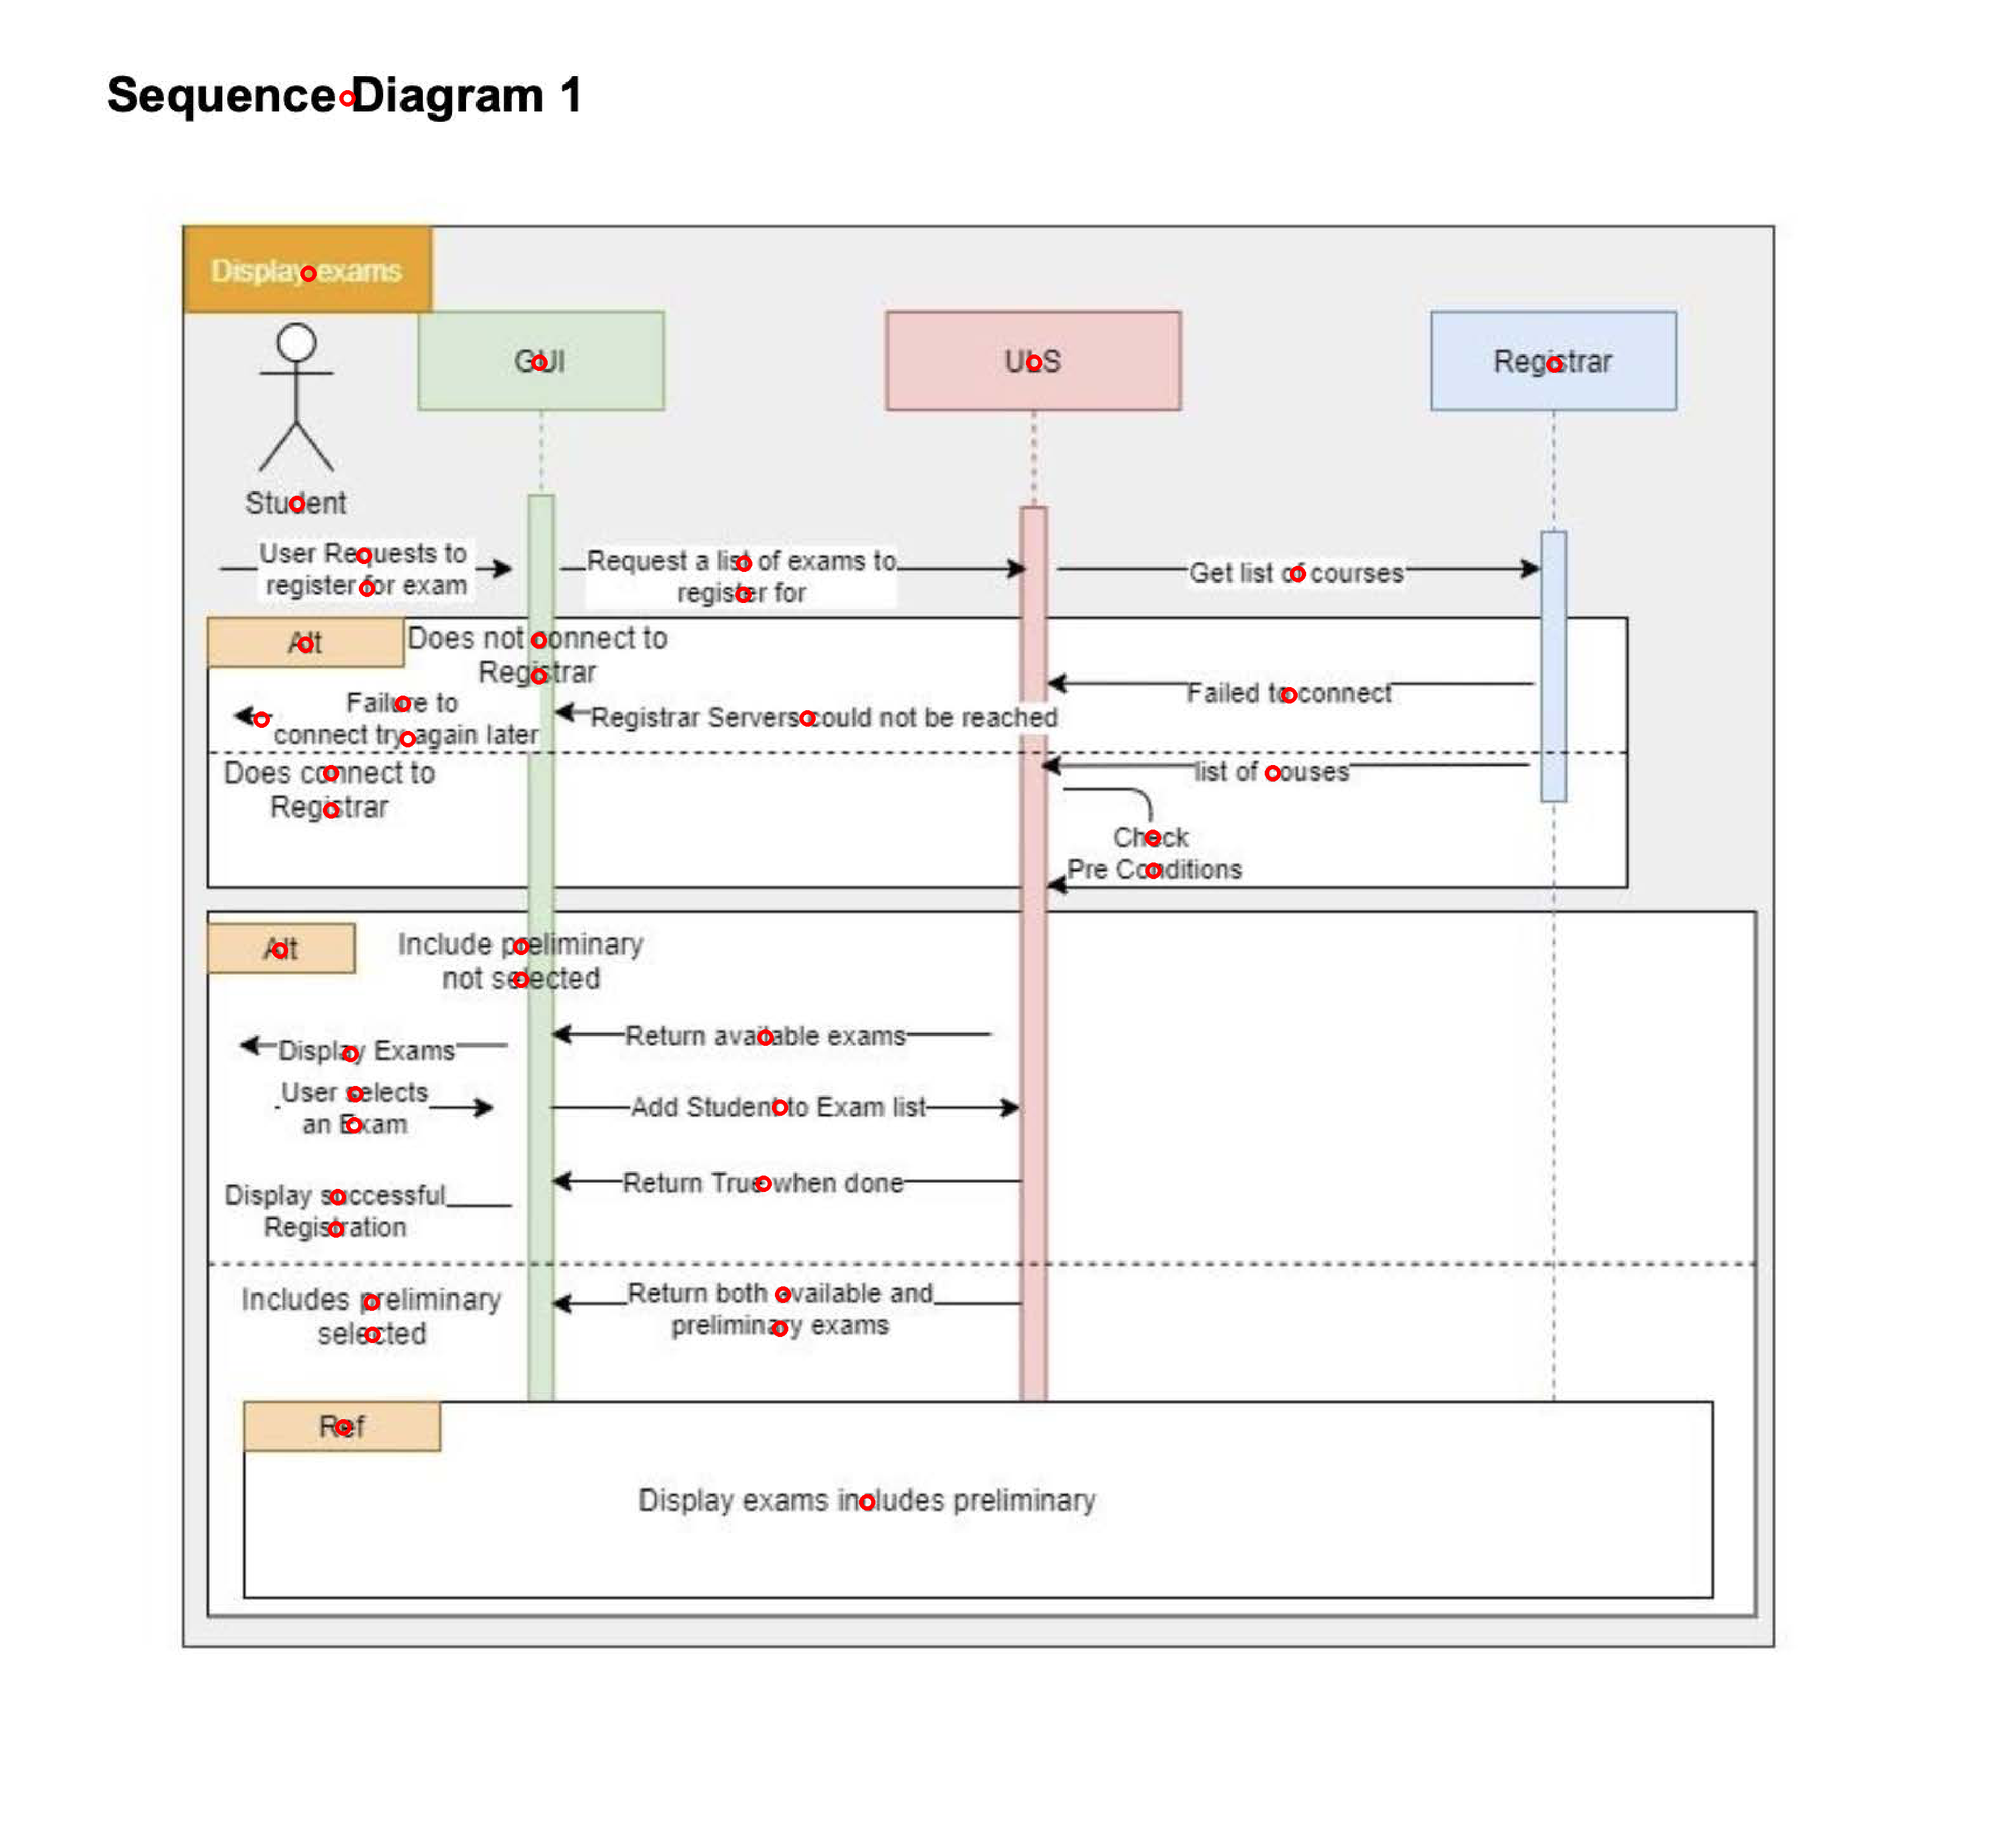 Sequence Diagram 1
Display exams
GUI
ULS
Registrar
Student
User Requests to
register for exam
Request a list of exams to
register for
Get list of courses
Alt
Does not connect to
Registrar
Failed to connect
Failure to
connect try again later
Registrar Servers could not be reached
Does connect to
Registrar
list of couses
Check
Pre Conditions
Alt
Include preliminary
not selected
Return available exams
Display Exams
User selects
an Exam
Add Student to Exam list
Return True when done
Display successful
Registration
Includes preliminary
selected
Return both available and
preliminary exams
Ref
Display exams includes preliminary